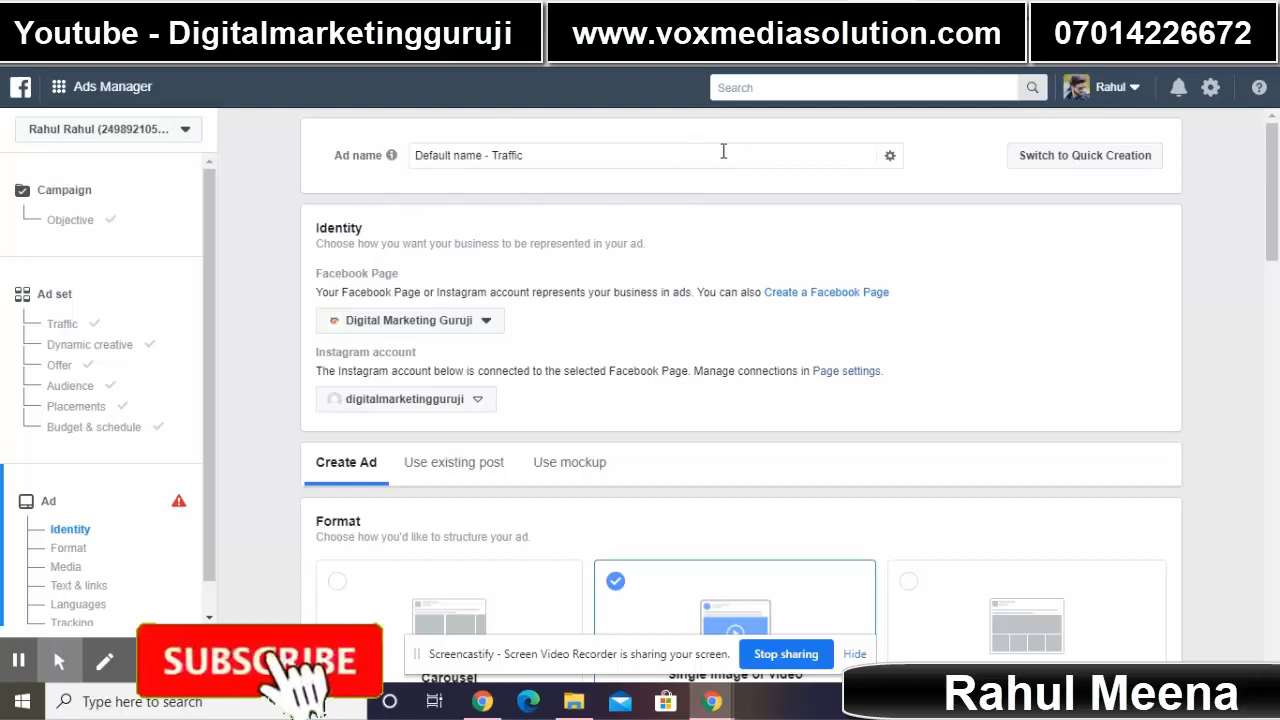 Youtube - Digitalmarketingguruji
www.voxmediasolution.com
07014226672
Ads Manager
Search
Rahul
Rahul Rahul (249892105...
Ad name
Default name - Traffic
Switch to Quick Creation
Campaign
Objective
Ad set
Traffic
Dynamic creative
Offer
Audience
Placements
Budget & schedule
Ad
Identity
Format
Media
Text & links
Languages
Tracking
Identity
Choose how you want your business to be represented in your ad.
Facebook Page
Your Facebook Page or Instagram account represents your business in ads. You can also Create a Facebook Page
Digital Marketing Guruji
Instagram account
The Instagram account below is connected to the selected Facebook Page. Manage connections in Page settings.
digitalmarketingguruji
Create Ad
Use existing post
Use mockup
Format
Choose how you'd like to structure your ad.
Carousel
Single image or video
Screencastify - Screen Video Recorder is sharing your screen.
Stop sharing
Hide
SUBSCRIBE
Type here to search
Rahul Meena